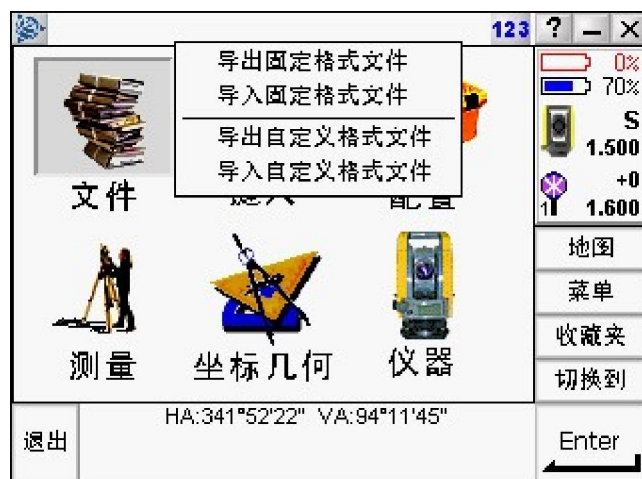 123 ? — ×
导出固定格式文件
导入固定格式文件
导出自定义格式文件
导入自定义格式文件
0%
70%
S
1.500
+0
1
1.600
文件
键入
配置
测量
坐标几何
仪器
地图
菜单
收藏夹
切换到
退出
HA:341°52'22" VA:94°11'45"
Enter